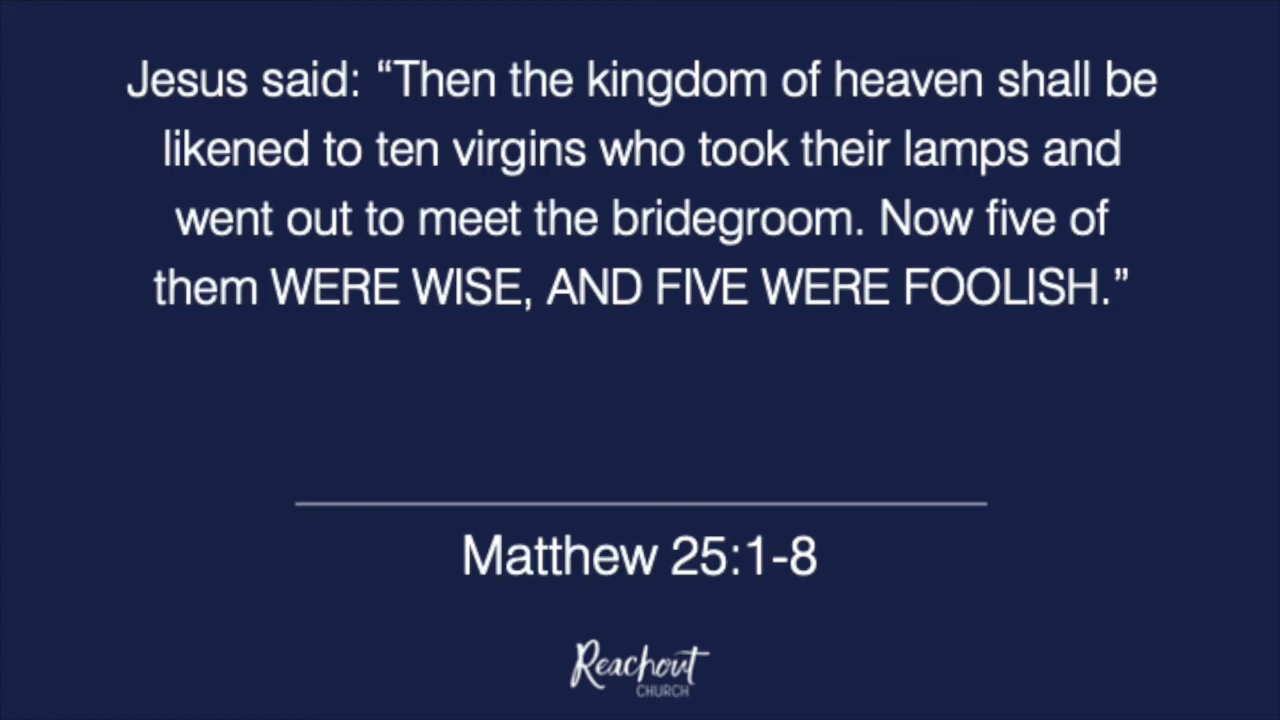 Jesus said: “Then the kingdom of heaven shall be
likened to ten virgins who took their lamps and
went out to meet the bridegroom. Now five of
them WERE WISE, AND FIVE WERE FOOLISH.”
Matthew 25:1-8
Reachout
CHURCH